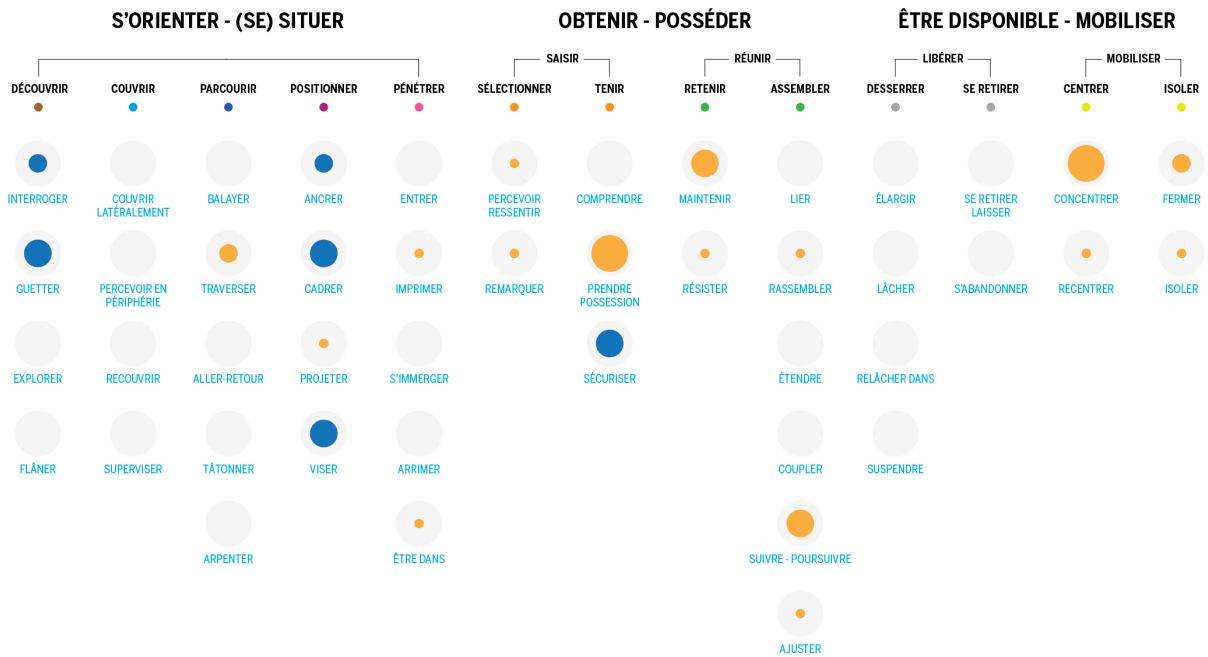 S'ORIENTER - (SE) SITUER
OBTENIR - POSSÉDER
ÊTRE DISPONIBLE - MOBILISER
SAISIR
RÉUNIR
LIBÉRER
MOBILISER
DÉCOUVRIR
COUVRIR
PARCOURIR
POSITIONNER
PÉNÉTRER
SÉLECTIONNER
TENIR
RETENIR
ASSEMBLER
DESSERRER
SE RETIRER
CENTRER
ISOLER
INTERROGER
COUVRIR
LATÉRALEMENT
BALAYER
ANCRER
ENTRER
PERCEVOIR
RESSENTIR
COMPRENDRE
MAINTENIR
LIER
ÉLARGIR
SE RETIRER
LAISSER
CONCENTRER
FERMER
GUETTER
PERCEVOIR EN
PÉRIPHÉRIE
TRAVERSER
CADRER
IMPRIMER
REMARQUER
PRENDRE
POSSESSION
RÉSISTER
RASSEMBLER
LÂCHER
S'ABANDONNER
RECENTRER
ISOLER
EXPLORER
RECOUVRIR
ALLER-RETOUR
PROJETER
S'IMMERGER
SÉCURISER
ÉTENDRE
RELÂCHER DANS
FLÂNER
SUPERVISER
TÂTONNER
VISER
ARRIMER
COUPLER
SUSPENDRE
ARPENTER
ÊTRE DANS
SUIVRE - POURSUIVRE
AJUSTER